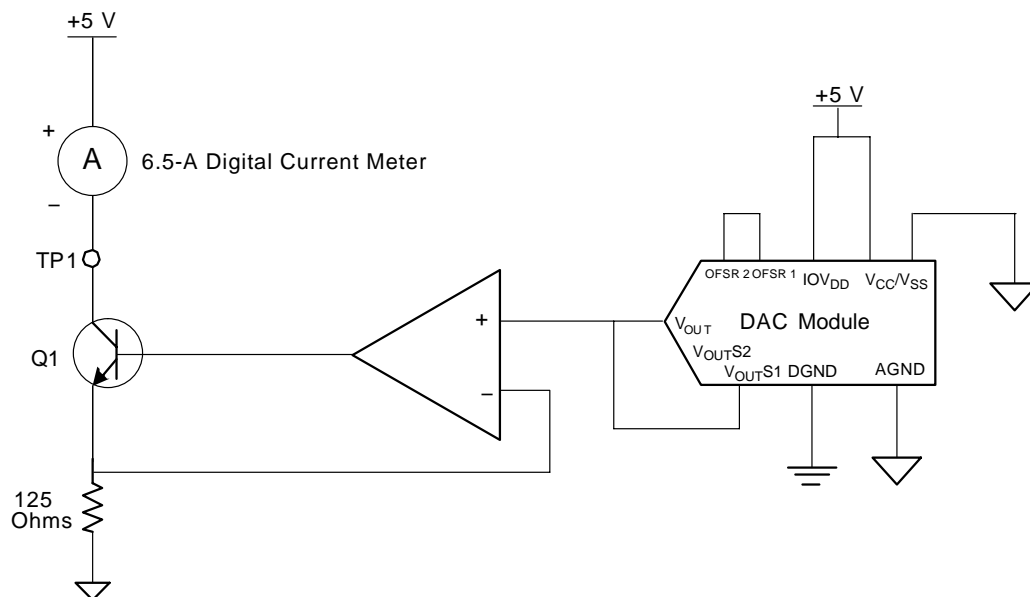 +5 V
+5 V
+
A
6.5-A Digital Current Meter
−
TP1
OFSR 2 OFSR 1 IOVDD VCC/VSS
Q1
+
VOUT DAC Module
VOUTS2
VOUTS1 DGND AGND
−
125
Ohms